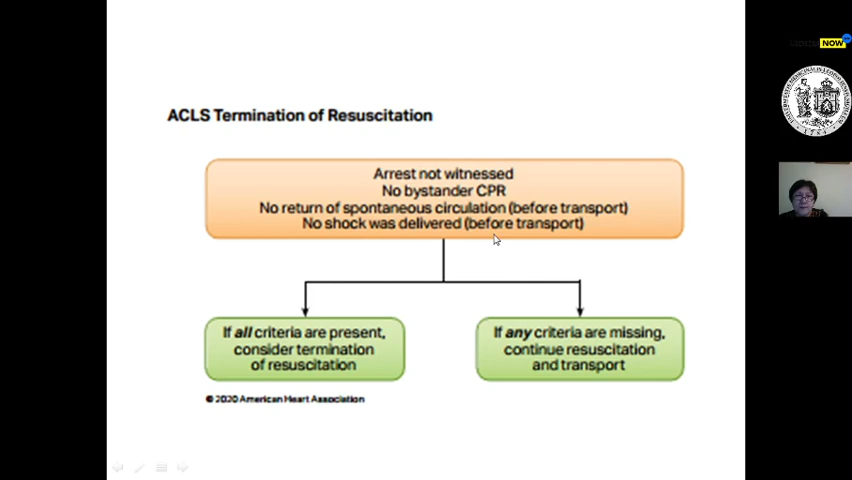 NOW
ACLS Termination of Resuscitation
Arrest not witnessed
No bystander CPR
No return of spontaneous circulation (before transport)
No shock was delivered (before transport)
If all criteria are present,
consider termination
of resuscitation
If any criteria are missing,
continue resuscitation
and transport
© 2020 American Heart Association